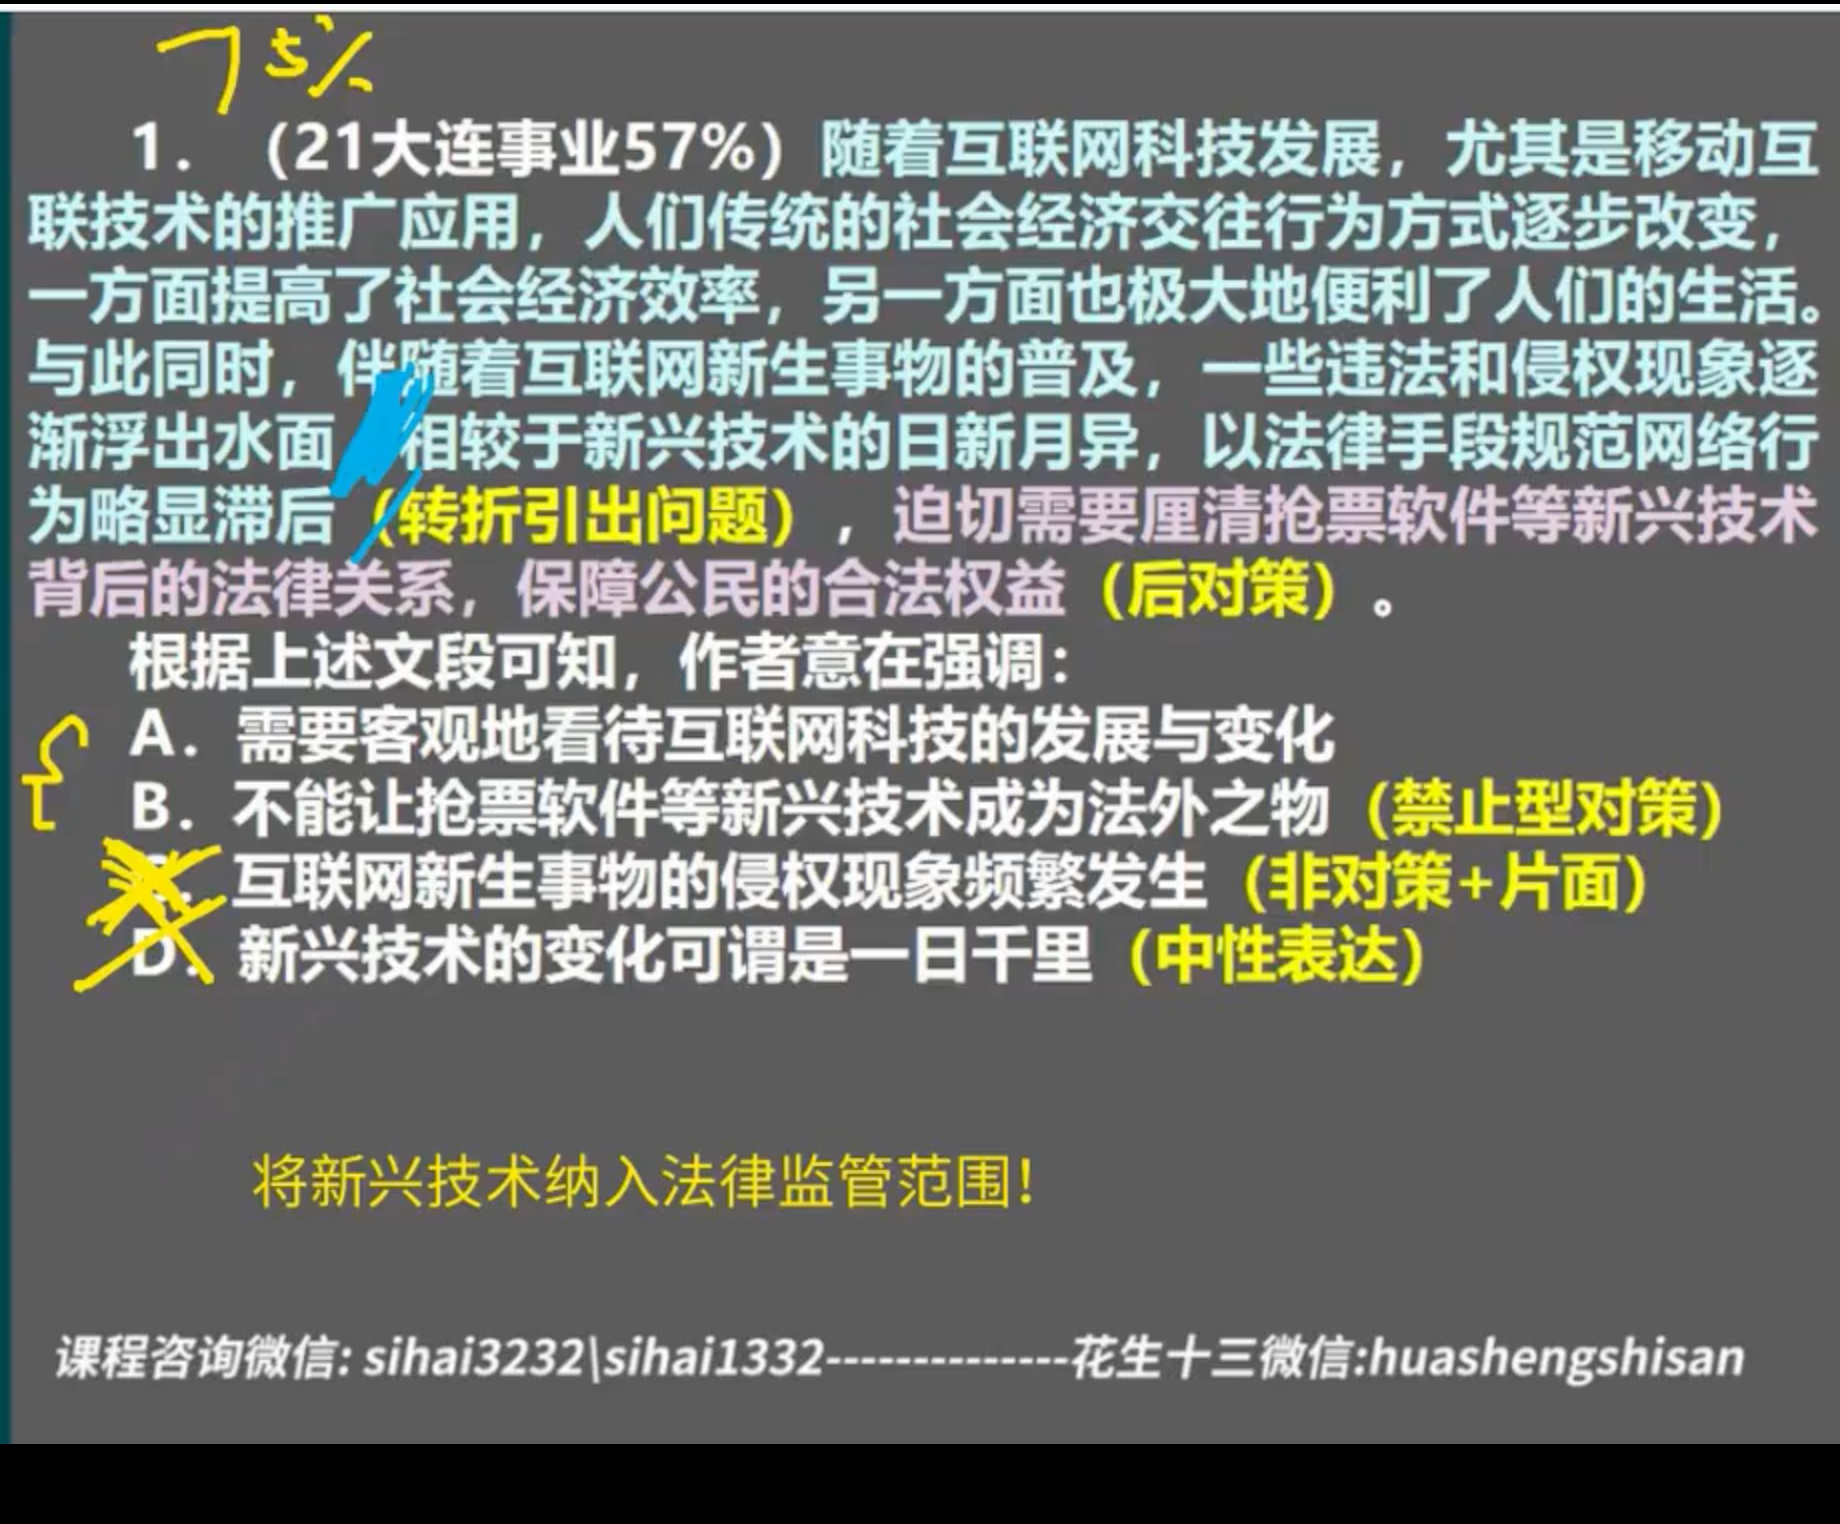 75%
1. （21大连事业57%）随着互联网科技发展，尤其是移动互
联技术的推广应用，人们传统的社会经济交往行为方式逐步改变，
一方面提高了社会经济效率，另一方面也极大地便利了人们的生活。
与此同时，伴随着互联网新生事物的普及，一些违法和侵权现象逐
渐浮出水面 相较于新兴技术的日新月异，以法律手段规范网络行
为略显滞后（转折引出问题），迫切需要厘清抢票软件等新兴技术
背后的法律关系，保障公民的合法权益（后对策）。
根据上述文段可知，作者意在强调：
A. 需要客观地看待互联网科技的发展与变化
B. 不能让抢票软件等新兴技术成为法外之物（禁止型对策）
互联网新生事物的侵权现象频繁发生（非对策+片面）
D. 新兴技术的变化可谓是一日千里（中性表达）
将新兴技术纳入法律监管范围！
课程咨询微信: sihai3232\sihai1332--------------花生十三微信:huashengshisan